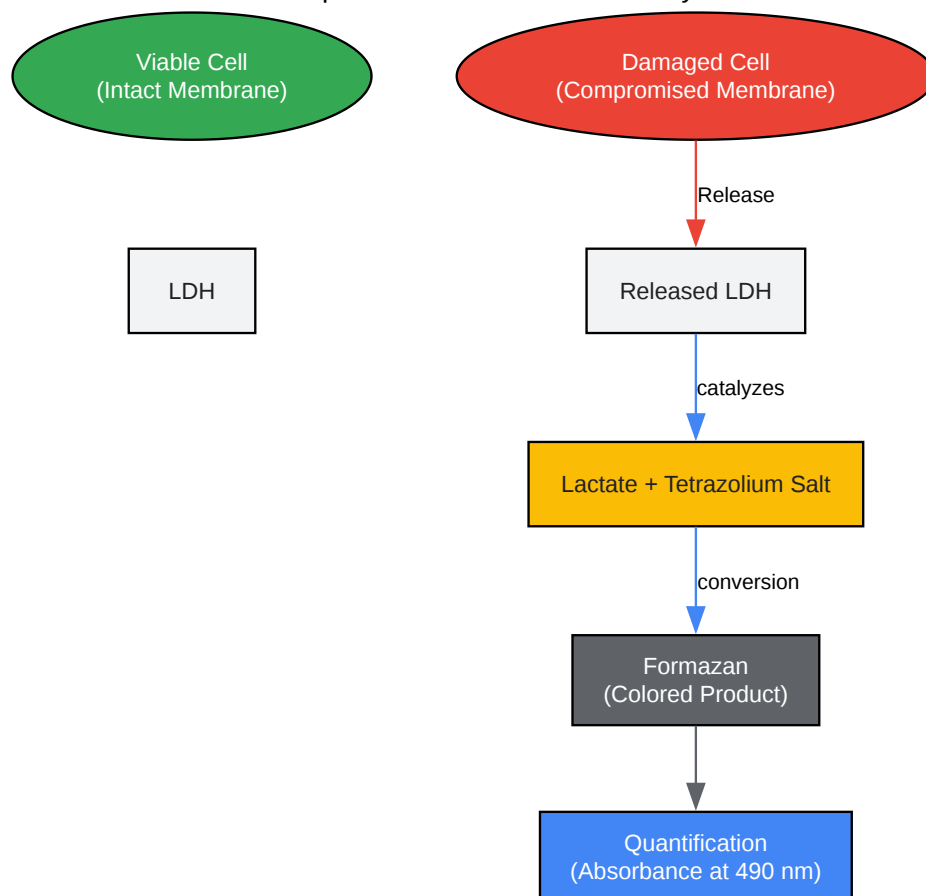 Viable Cell
(Intact Membrane)
Damaged Cell
(Compromised Membrane)
Release
LDH
Released LDH
catalyzes
Lactate + Tetrazolium Salt
conversion
Formazan
(Colored Product)
Quantification
(Absorbance at 490 nm)